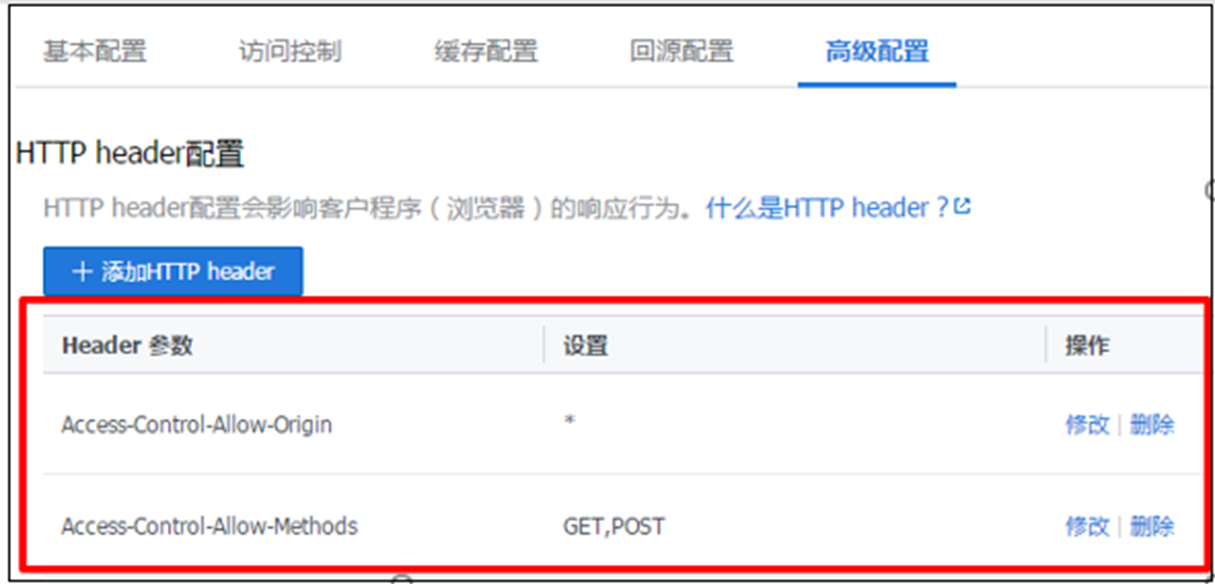 基本配置 访问控制 缓存配置 回源配置 高级配置
HTTP header配置
HTTP header配置会影响客户程序（浏览器）的响应行为。什么是HTTP header？
添加HTTP header
Header 参数 设置 操作
Access-Control-Allow-Origin * 修改 | 删除
Access-Control-Allow-Methods GET,POST 修改 | 删除